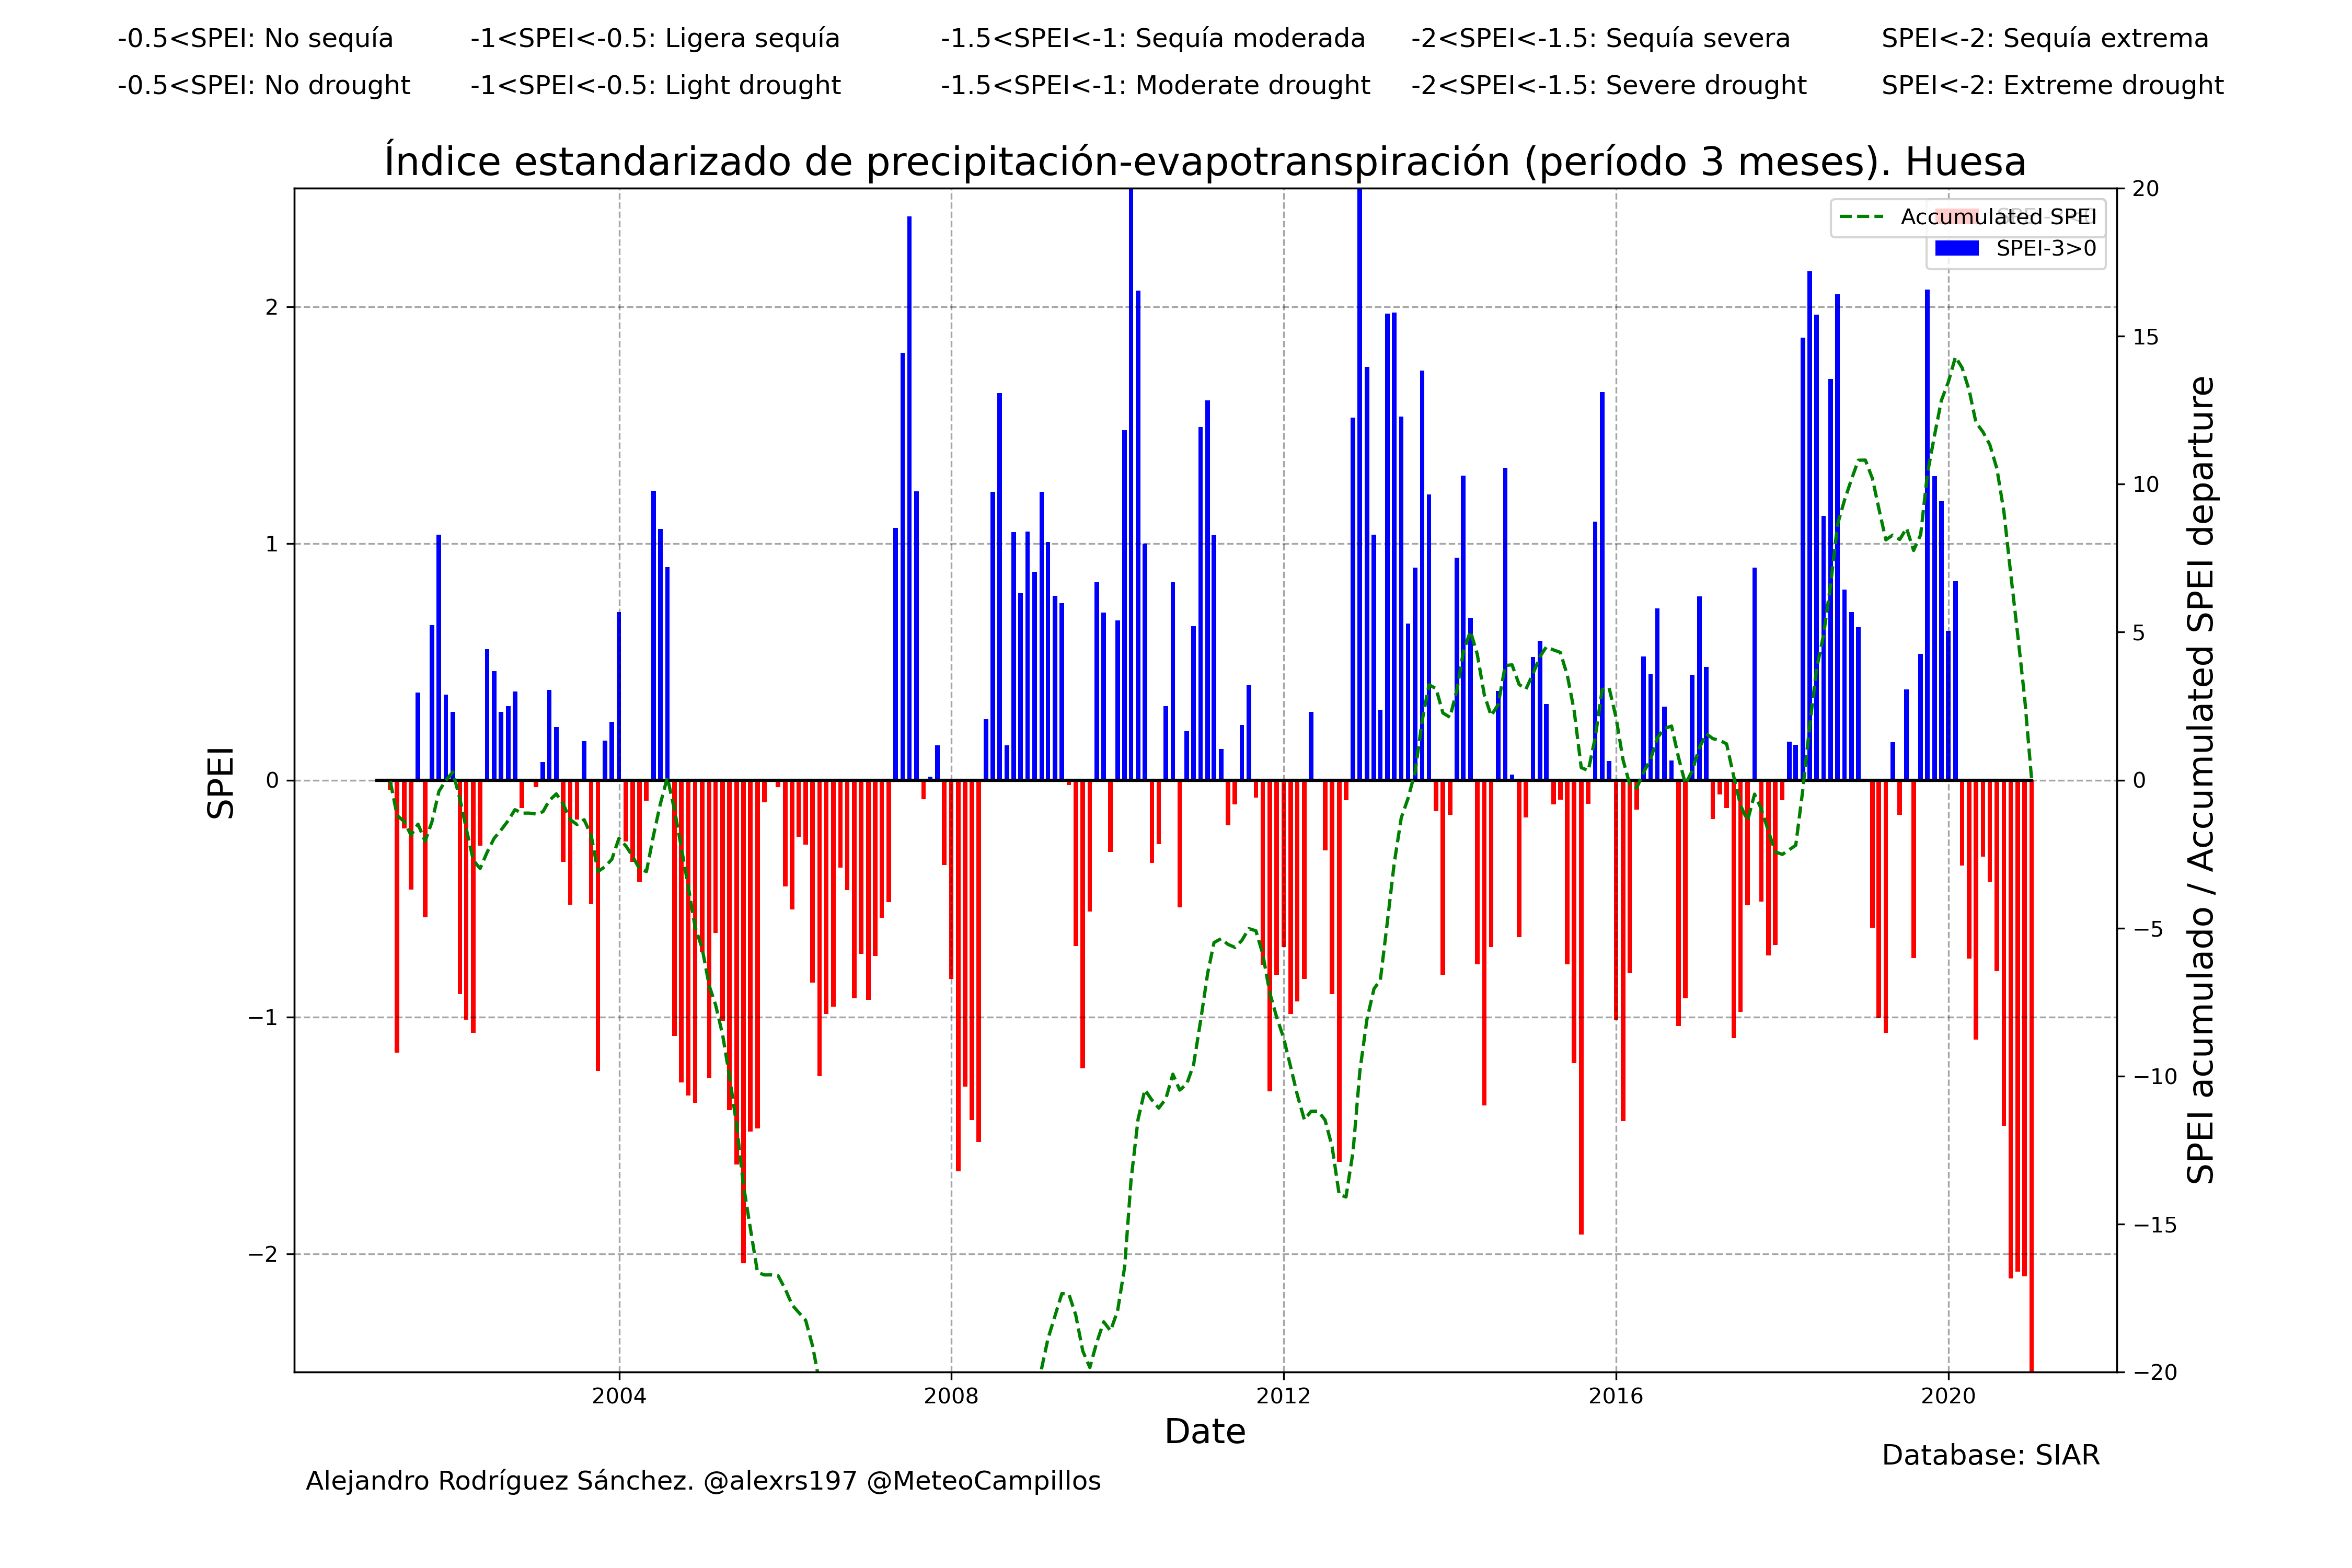 -0.5<SPEI: No sequía -1<SPEI<-0.5: Ligera sequía -1.5<SPEI<-1: Sequía moderada -2<SPEI<-1.5: Sequía severa SPEI<-2: Sequía extrema
-0.5<SPEI: No drought -1<SPEI<-0.5: Light drought -1.5<SPEI<-1: Moderate drought -2<SPEI<-1.5: Severe drought SPEI<-2: Extreme drought
Índice estandarizado de precipitación-evapotranspiración (período 3 meses). Huesa
Accumulated SPEI
SPEI-3>0
2
1
0
−1
−2
SPEI
20
15
10
5
0
−5
−10
−15
−20
SPEI acumulado / Accumulated SPEI departure
2004 2008 2012 2016 2020
Date
Database: SIAR
Alejandro Rodríguez Sánchez. @alexrs197 @MeteoCampillos